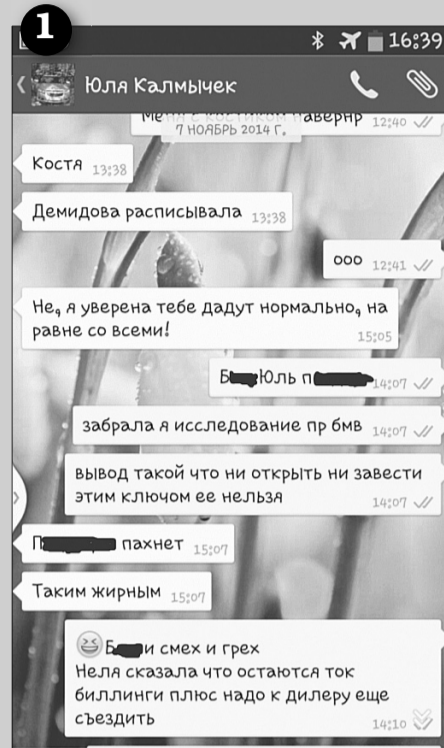 1
16:39
Юля Калмычек
Меня с костиком навернр 12:40
7 НОЯБРЬ 2014 Г.
Костя 13:38
Демидова расписывала 13:38
ооо 12:41
Не, я уверена тебе дадут нормально, на
равне со всеми! 15:05
Б Юль п 14:07
забрала я исследование пр бмв 14:07
вывод такой что ни открыть ни завести
этим ключом ее нельзя 14:07
П пахнет 15:07
Таким жирным 15:07
Б и смех и грех
Неля сказала что остаются ток
биллинги плюс надо к дилеру еще
съездить 14:10